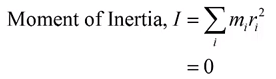 Moment of Inertia, I = ∑ᵢ mᵢrᵢ²
= 0